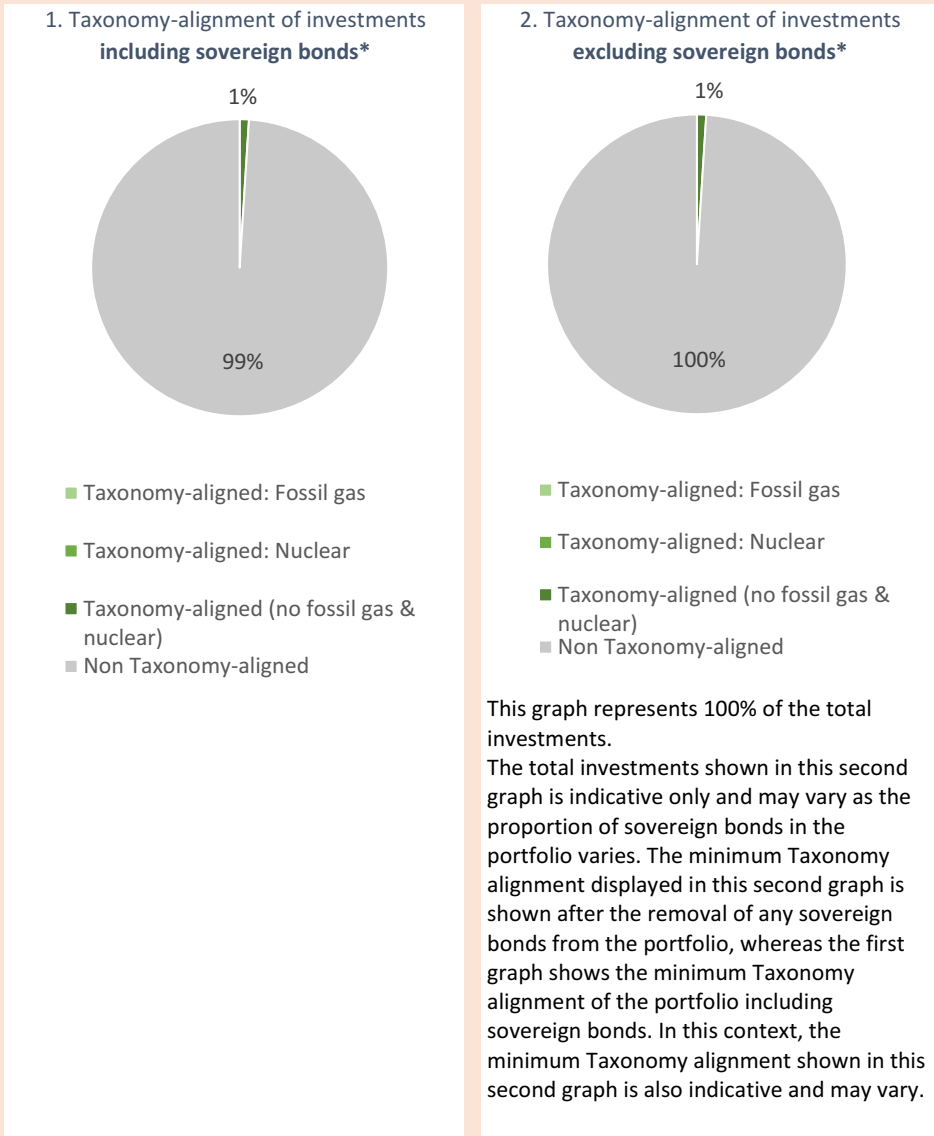 1. Taxonomy-alignment of investments
including sovereign bonds*
1%
99%
Taxonomy-aligned: Fossil gas
Taxonomy-aligned: Nuclear
Taxonomy-aligned (no fossil gas &
nuclear)
Non Taxonomy-aligned
2. Taxonomy-alignment of investments
excluding sovereign bonds*
1%
100%
Taxonomy-aligned: Fossil gas
Taxonomy-aligned: Nuclear
Taxonomy-aligned (no fossil gas &
nuclear)
Non Taxonomy-aligned
This graph represents 100% of the total
investments.
The total investments shown in this second
graph is indicative only and may vary as the
proportion of sovereign bonds in the
portfolio varies. The minimum Taxonomy
alignment displayed in this second graph is
shown after the removal of any sovereign
bonds from the portfolio, whereas the first
graph shows the minimum Taxonomy
alignment of the portfolio including
sovereign bonds. In this context, the
minimum Taxonomy alignment shown in this
second graph is also indicative and may vary.